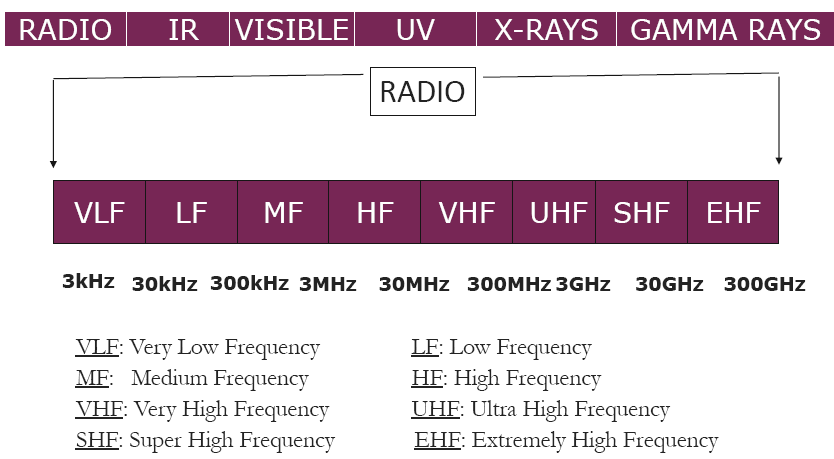 RADIO IR VISIBLE UV X-RAYS GAMMA RAYS
RADIO
VLF LF MF HF VHF UHF SHF EHF
3kHz 30kHz 300kHz 3MHz 30MHz 300MHz 3GHz 30GHz 300GHz
VLF: Very Low Frequency LF: Low Frequency
MF: Medium Frequency HF: High Frequency
VHF: Very High Frequency UHF: Ultra High Frequency
SHF: Super High Frequency EHF: Extremely High Frequency